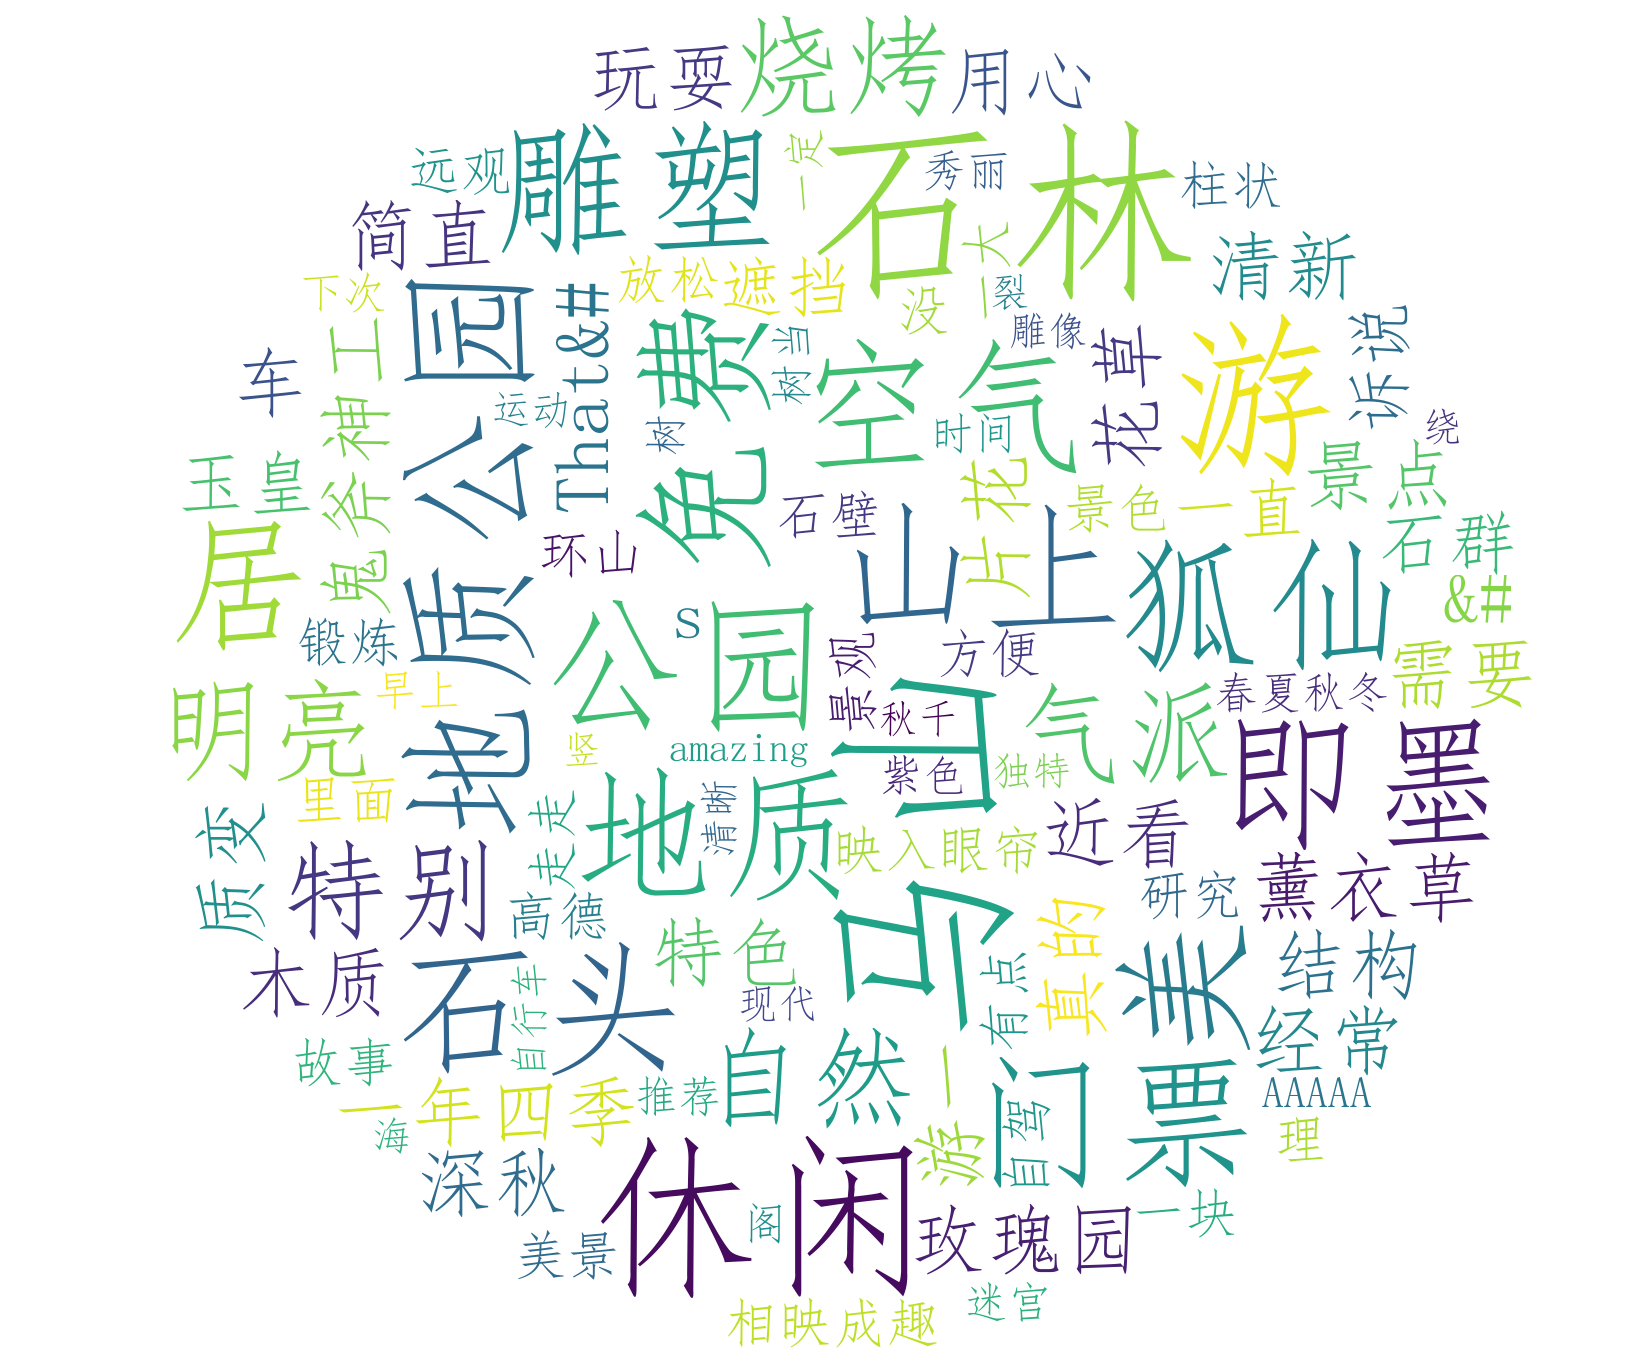 玩耍
烧烤
用心
远观
雕塑
一定
石林
秀丽
柱状
简直
清新
下次
放松
遮挡
没
一大
裂
雕像
诉说
地质公园
That&#
免费
树当
空气
花草
游
车
鬼斧神工
运动
树
时间
绕
玉皇
石壁
片花
景色
一直
景点
石群
居
环山
山上
狐仙
&#
锻炼
公园
s
景观
方便
需要
明亮
早上
竖
amazing
马山
秋千
气派
春夏秋冬
里面
清晰
紫色
独特
即墨
质变
走走
地质
映入眼帘
近看
特别
高德
特色
研究
薰衣草
木质
石头
自行车
现代
有点
真的
美
结构
故事
自然
经常
一年四季
推荐
游一
自驾
门票
AAAAA
海
理
深秋
休闲
阁
玫瑰园
一块
美景
相映成趣
迷宫